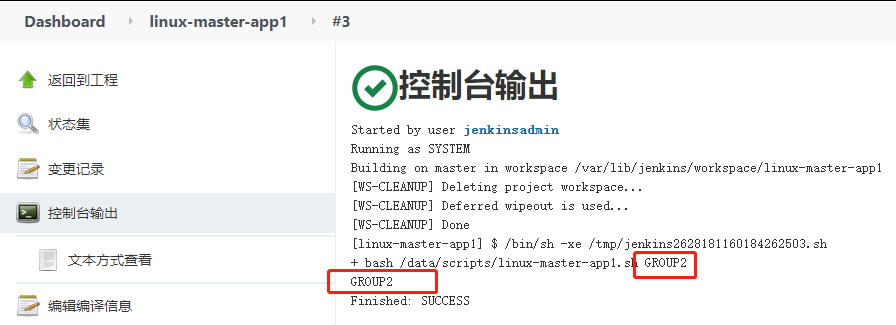 Dashboard linux-master-app1 #3
返回到工程
状态集
变更记录
控制台输出
文本方式查看
编辑编译信息
控制台输出
Started by user jenkinsadmin
Running as SYSTEM
Building on master in workspace /var/lib/jenkins/workspace/linux-master-app1
[WS-CLEANUP] Deleting project workspace...
[WS-CLEANUP] Deferred wipeout is used...
[WS-CLEANUP] Done
[linux-master-app1] $ /bin/sh -xe /tmp/jenkins2628181160184262503.sh
+ bash /data/scripts/linux-master-app1.sh GROUP2
GROUP2
Finished: SUCCESS